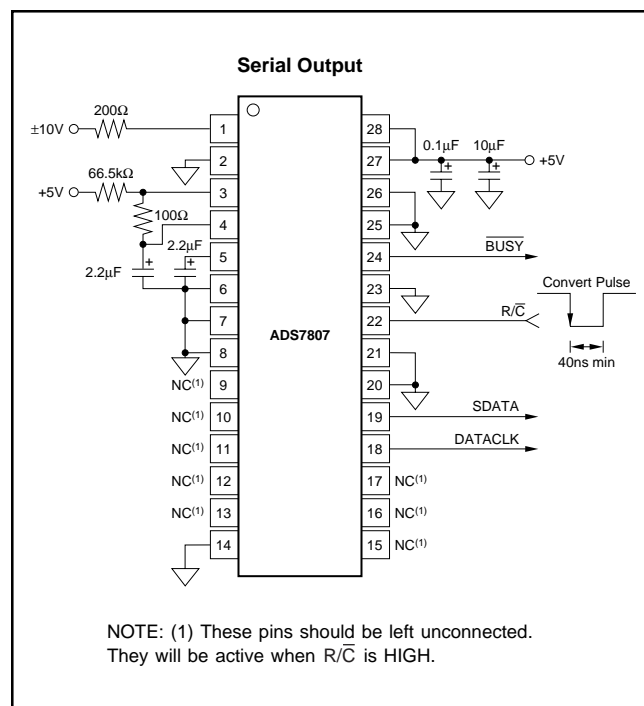 Serial Output
200Ω
±10V
66.5kΩ
+5V
100Ω
2.2µF
+
2.2µF
+
1
2
3
4
5
6
7
8
NC(1) 9
NC(1) 10
NC(1) 11
NC(1) 12
NC(1) 13
14
ADS7807
28
27
26
25
24
23
22
21
20
19
18
17 NC(1)
16 NC(1)
15 NC(1)
0.1µF
+
10µF
+
+5V
BUSY
Convert Pulse
R/C
40ns min
SDATA
DATACLK
NOTE: (1) These pins should be left unconnected.
They will be active when R/C is HIGH.